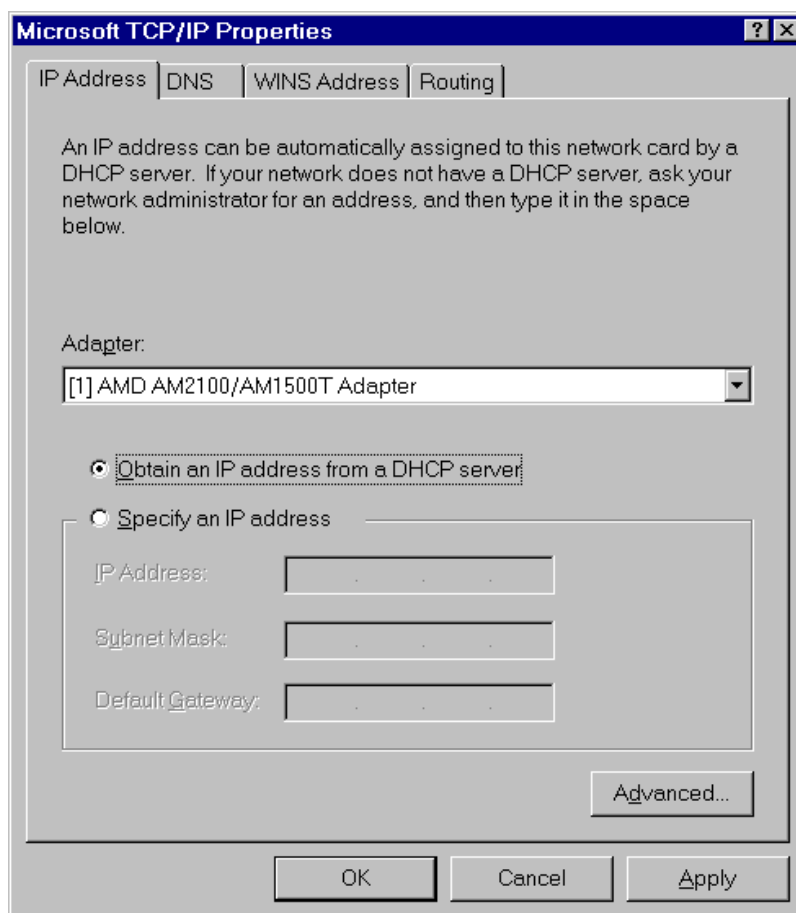 Microsoft TCP/IP Properties
IP Address DNS WINS Address Routing
An IP address can be automatically assigned to this network card by a
DHCP server. If your network does not have a DHCP server, ask your
network administrator for an address, and then type it in the space
below.
Adapter:
[1] AMD AM2100/AM1500T Adapter
Obtain an IP address from a DHCP server
Specify an IP address
IP Address: . . .
Subnet Mask: . . .
Default Gateway: . . .
Advanced...
OK Cancel Apply